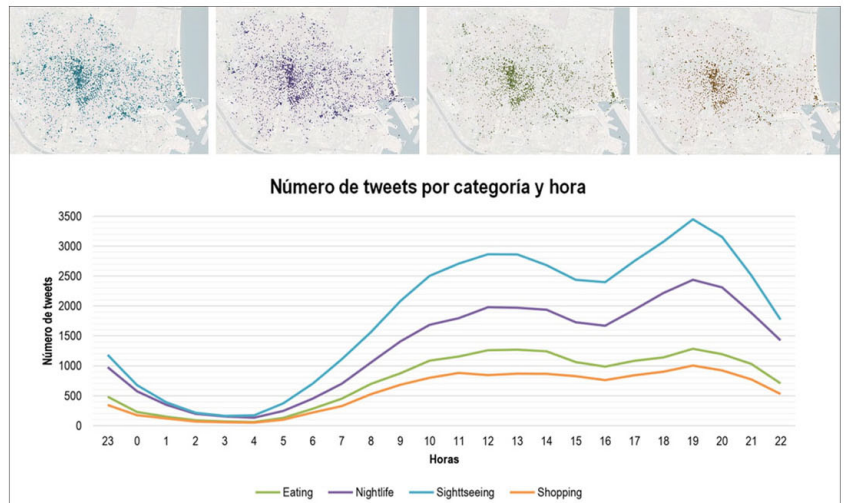 Número de tweets por categoría y hora
Número de tweets
3500
3000
2500
2000
1500
1000
500
0
23 0 1 2 3 4 5 6 7 8 9 10 11 12 13 14 15 16 17 18 19 20 21 22
Horas
Eating Nightlife Sighttseeing Shopping